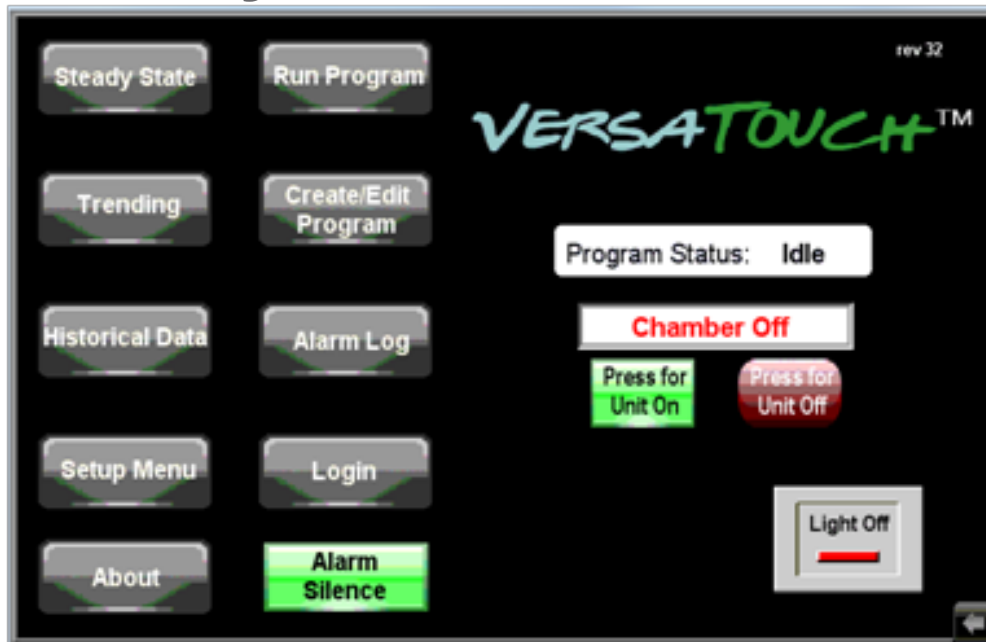 rev 32
Steady State
Run Program
VERSATOUCH™
Trending
Create/Edit
Program
Program Status: Idle
Historical Data
Alarm Log
Chamber Off
Press for
Unit On
Press for
Unit Off
Setup Menu
Login
Light Off
About
Alarm
Silence